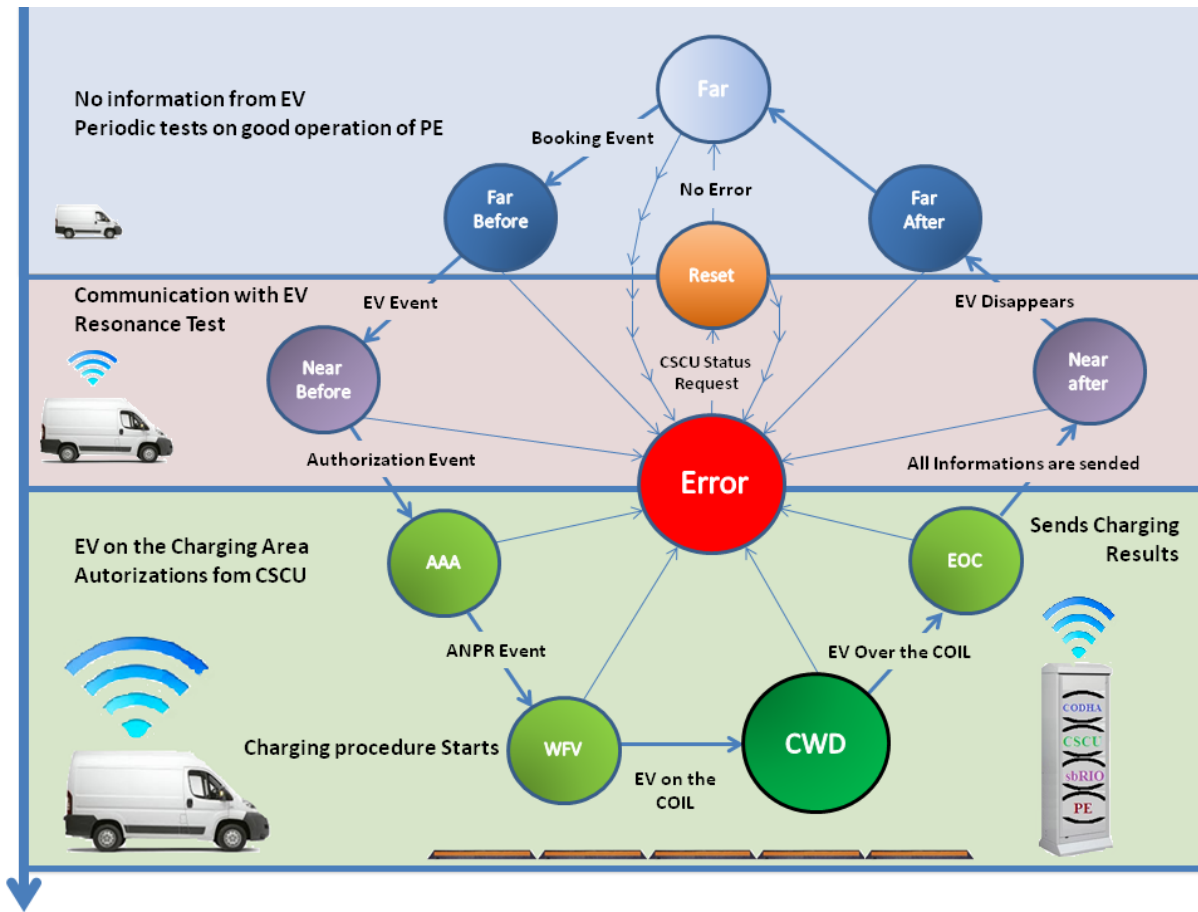 Far
No information from EV
Periodic tests on good operation of PE
Booking Event
Far
Before
No Error
Far
After
Reset
Communication with EV
Resonance Test
EV Event
EV Disappears
Near
Before
CSCU Status
Request
Near
after
Authorization Event
Error
All Informations are sended
EV on the Charging Area
Autorizations fom CSCU
AAA
EOC
Sends Charging
Results
ANPR Event
EV Over the COIL
Charging procedure Starts
WFV
CWD
EV on the
COIL
CODHA
CSCU
sbRIO
PE